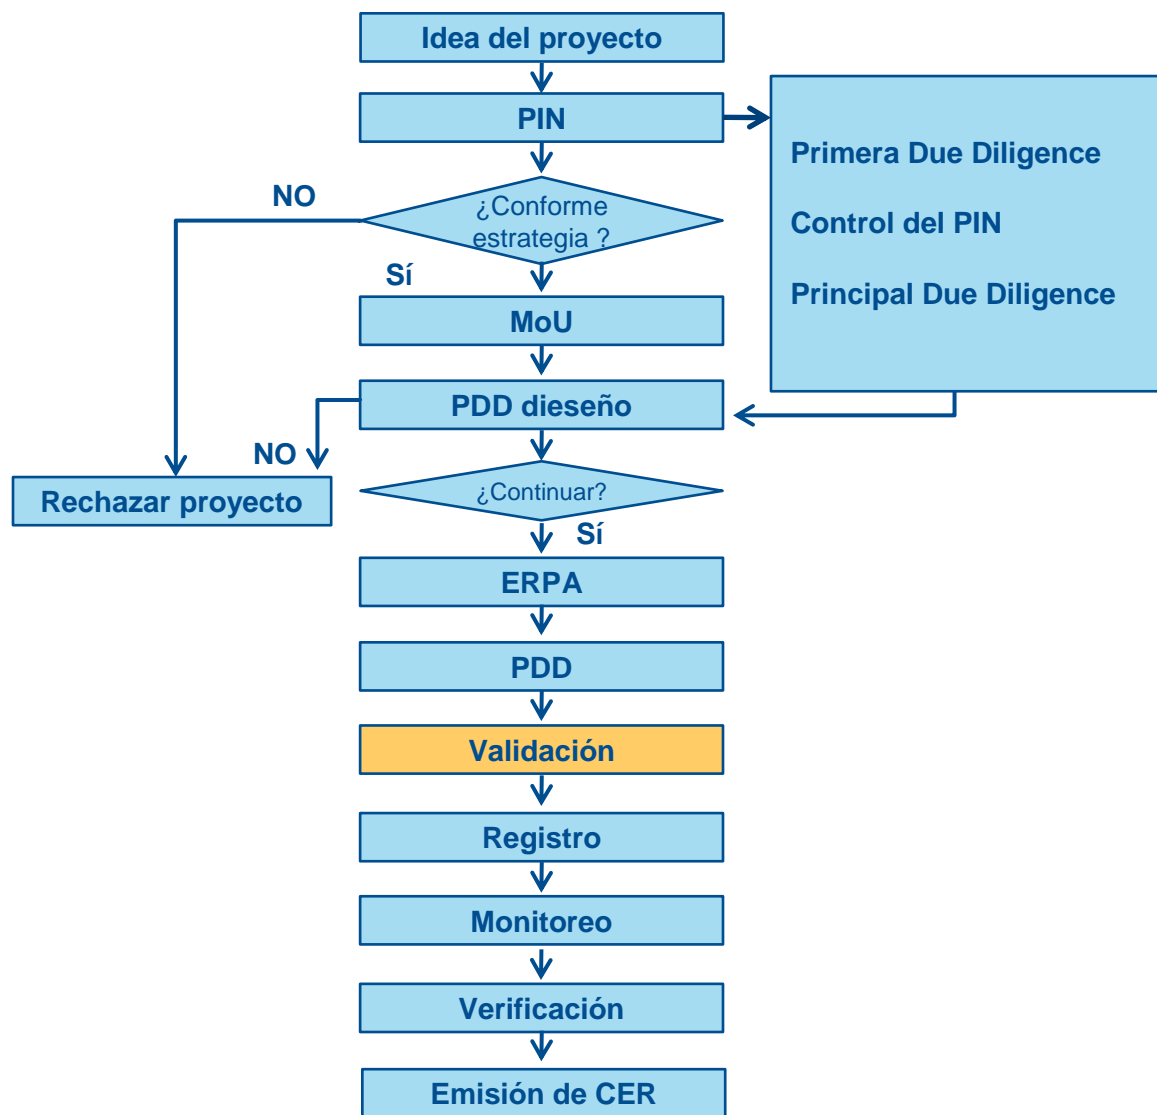 Idea del proyecto
PIN
Primera Due Diligence
Control del PIN
Principal Due Diligence
NO
¿Conforme
estrategia ?
Sí
MoU
PDD dieseño
NO
Rechazar proyecto
¿Continuar?
Sí
ERPA
PDD
Validación
Registro
Monitoreo
Verificación
Emisión de CER